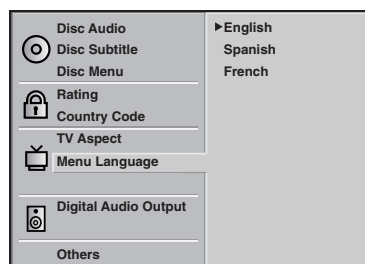 Disc Audio
Disc Subtitle
Disc Menu
Rating
Country Code
TV Aspect
Menu Language
Digital Audio Output
Others
English
Spanish
French